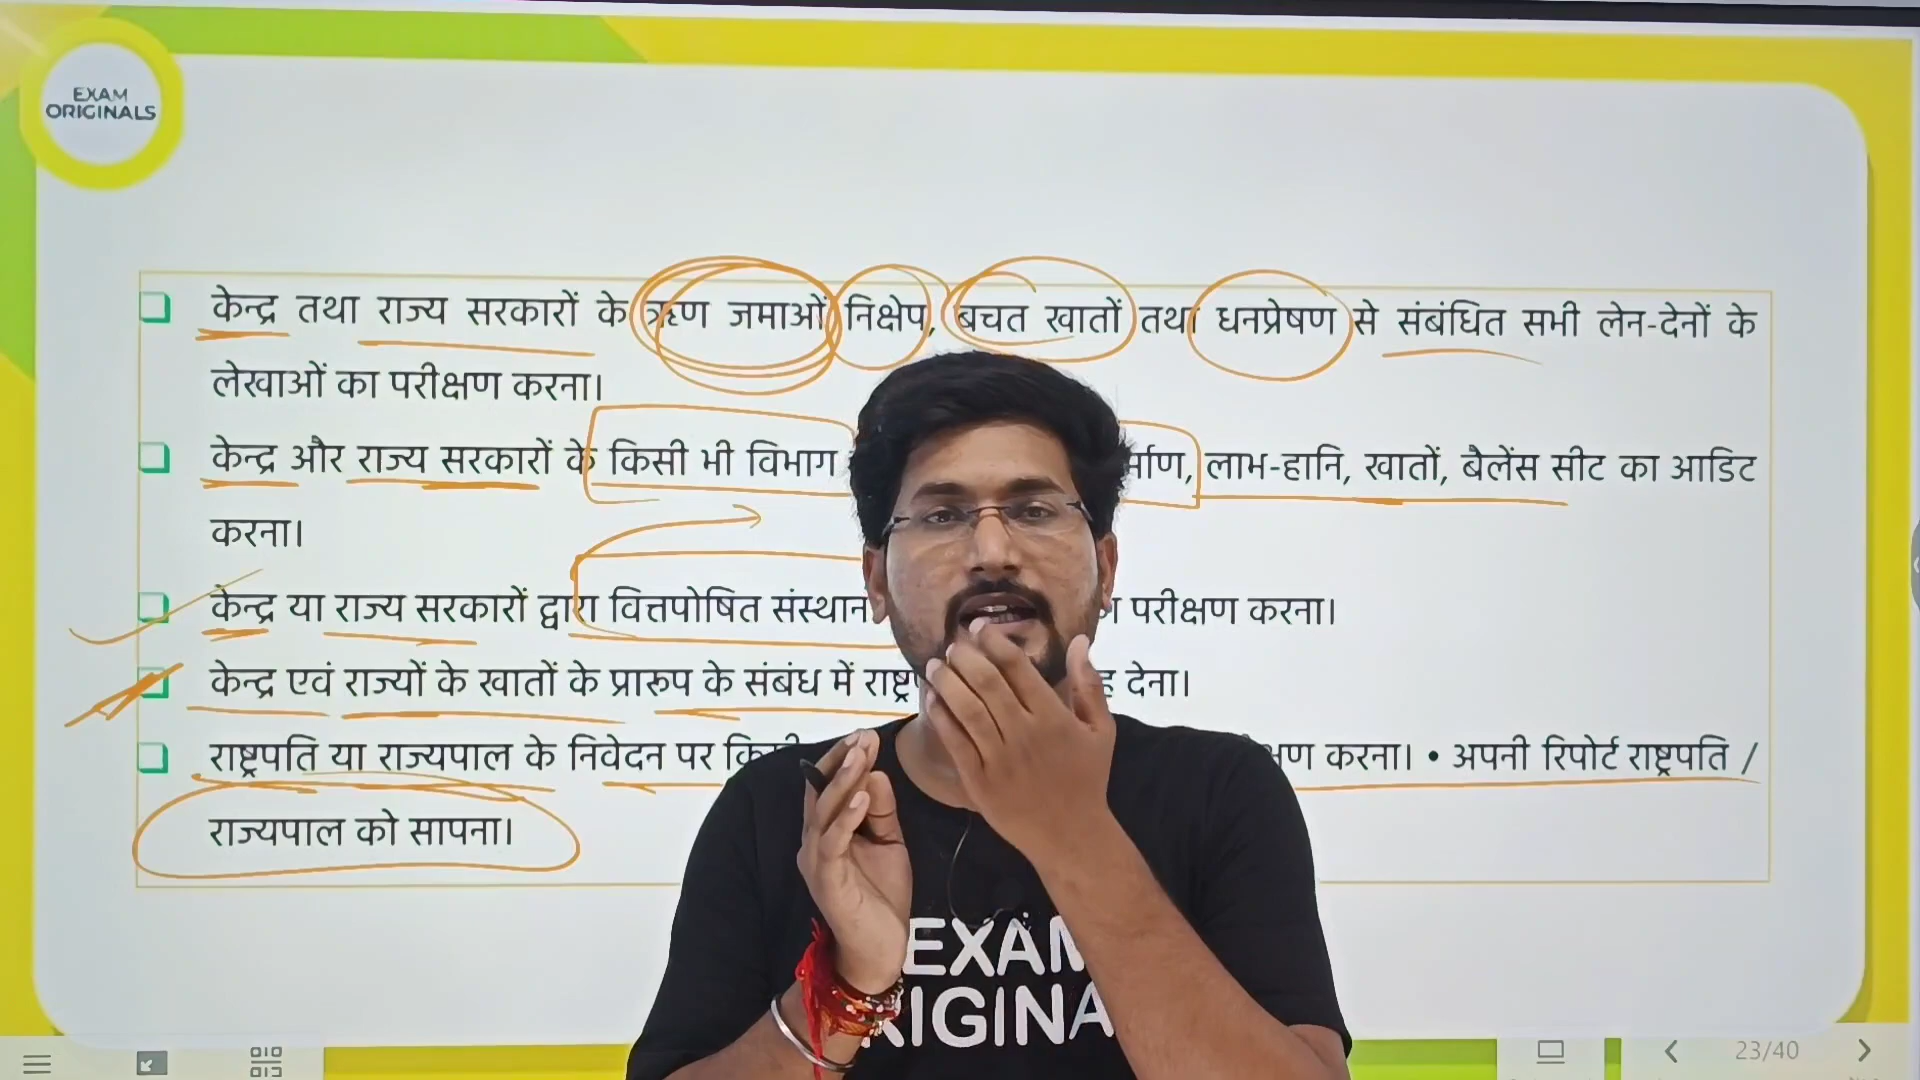 EXAM
ORIGINALS
केन्द्र तथा राज्य सरकारों के ऋण जमाओं निक्षेप, बचत खातों तथा धनप्रेषण से संबंधित सभी लेन-देनों के
लेखाओं का परीक्षण करना।
केन्द्र और राज्य सरकारों के किसी भी विभाग लाभ-हानि, खातों, बैलेंस सीट का आडिट
करना।
केन्द्र या राज्य सरकारों द्वारा वित्तपोषित परीक्षण करना।
केन्द्र एवं राज्यों के खातों के प्रारूप के संबंध में देना।
राष्ट्रपति या राज्यपाल के निवेदन पर करना। • अपनी रिपोर्ट राष्ट्रपति /
राज्यपाल को सापना।
EXAM
23/40